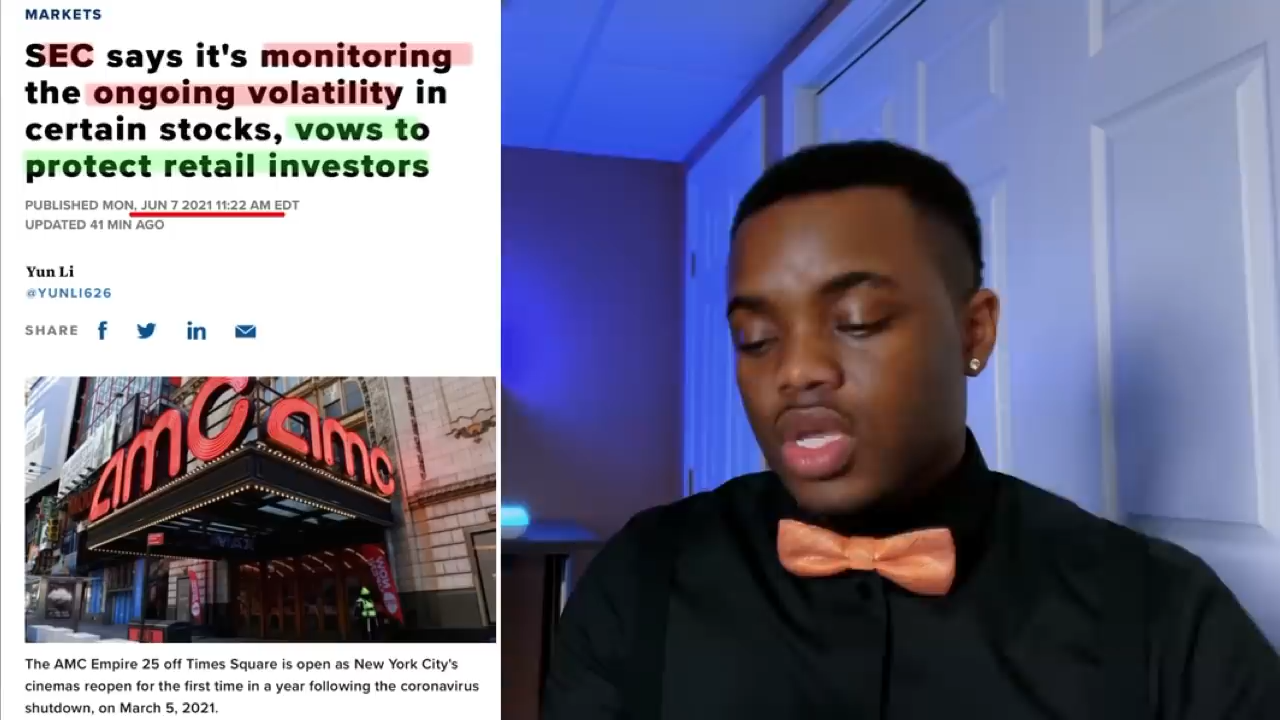 MARKETS
SEC says it's monitoring
the ongoing volatility in
certain stocks, vows to
protect retail investors
PUBLISHED MON, JUN 7 2021 11:22 AM EDT
UPDATED 41 MIN AGO
Yun Li
@YUNLI626
SHARE
amc amc
The AMC Empire 25 off Times Square is open as New York City's
cinemas reopen for the first time in a year following the coronavirus
shutdown, on March 5, 2021.